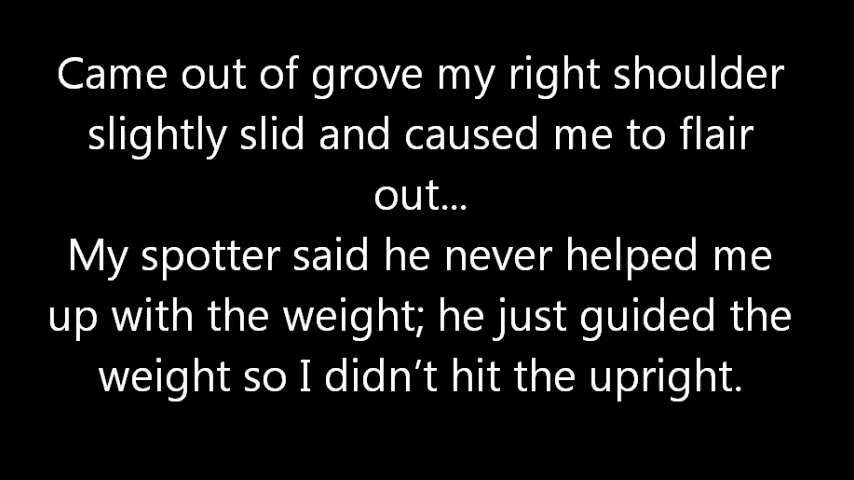 Came out of grove my right shoulder
slightly slid and caused me to flair
out...
My spotter said he never helped me
up with the weight; he just guided the
weight so I didn’t hit the upright.